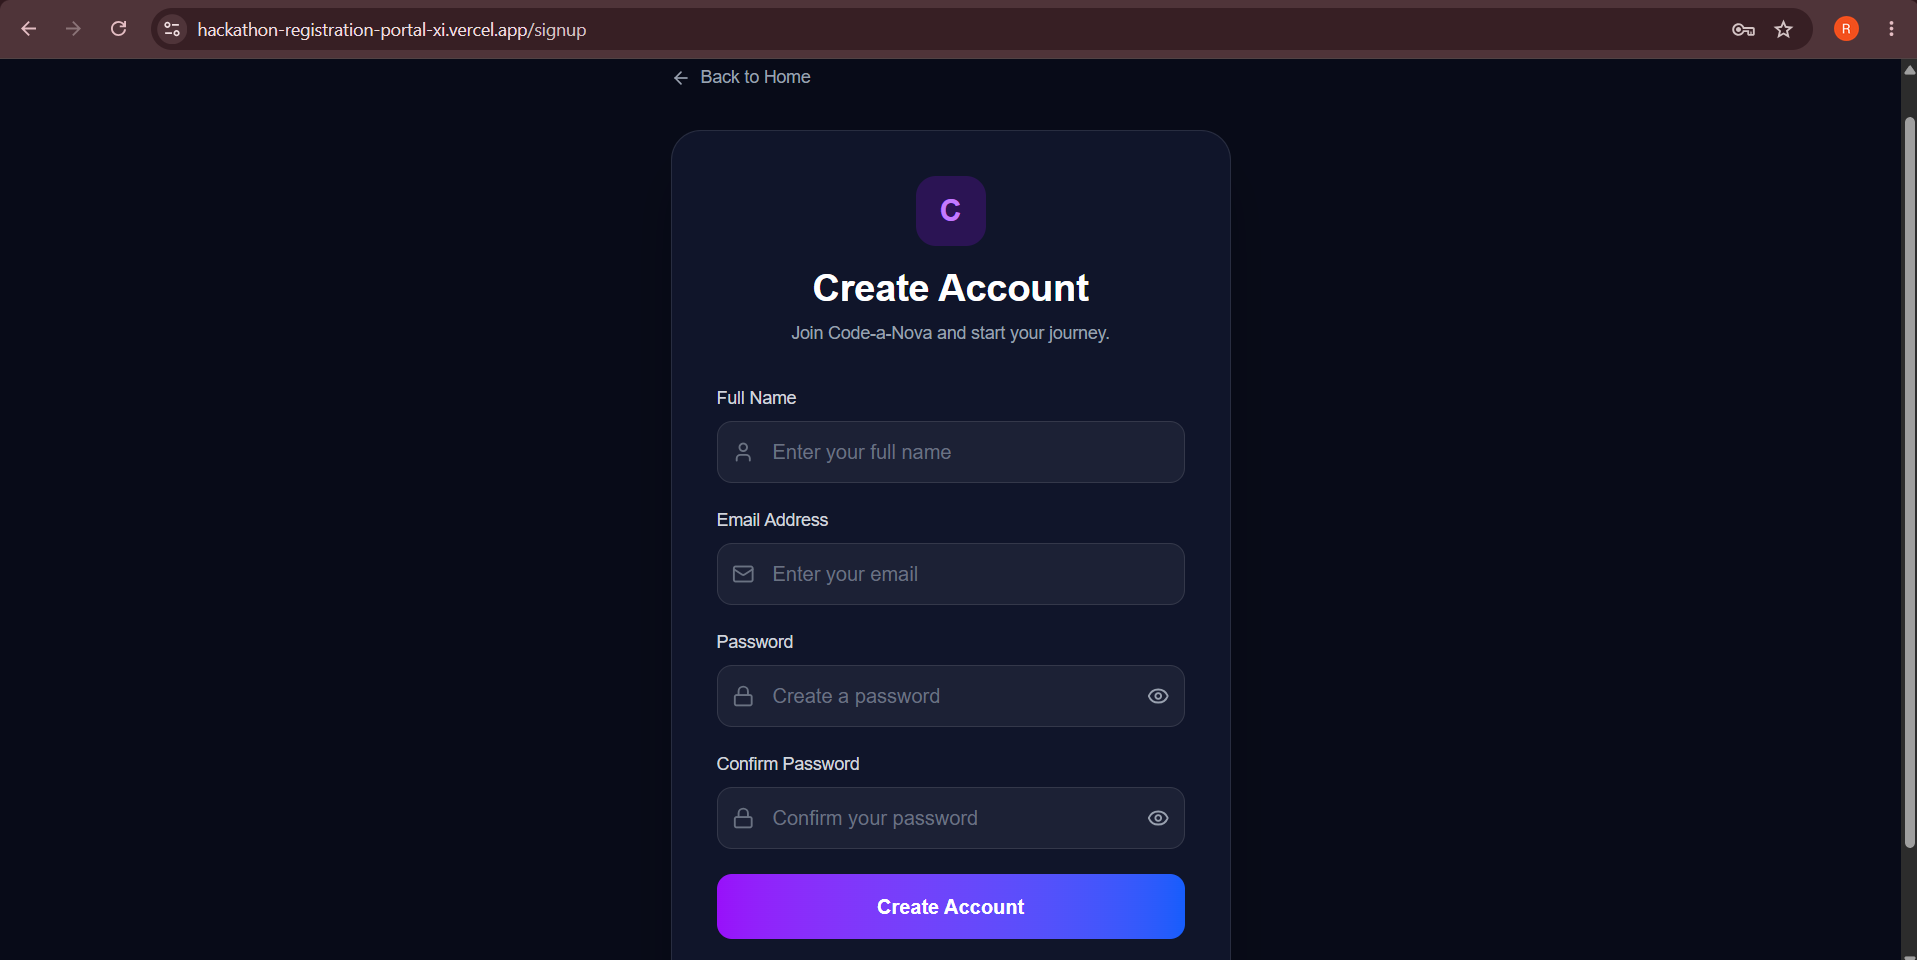 hackathon-registration-portal-xi.vercel.app/signup
R
Back to Home
C
Create Account
Join Code-a-Nova and start your journey.
Full Name
Enter your full name
Email Address
Enter your email
Password
Create a password
Confirm Password
Confirm your password
Create Account